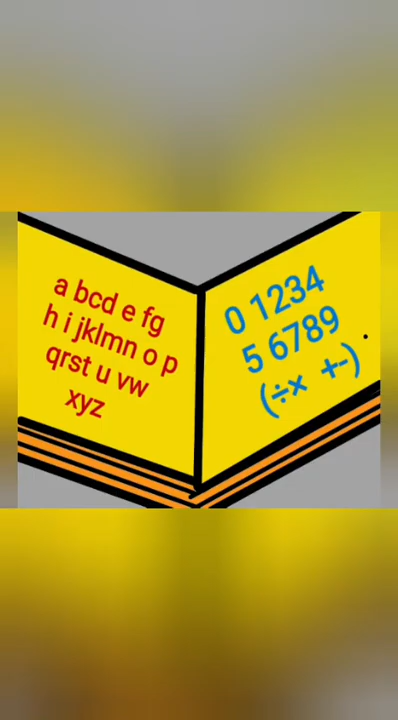 a bcd e fg
h i jklmn o p
qrst u vw
xyz
0 1234
5 6789
(÷× +-)